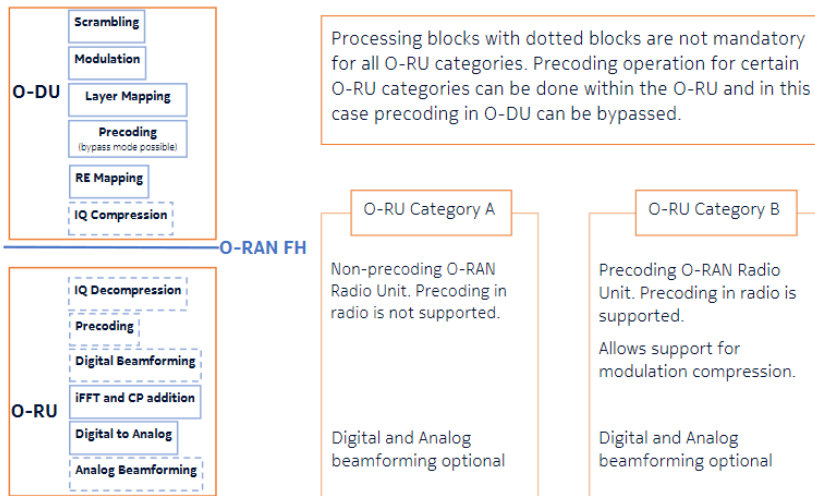 Scrambling
Modulation
O-DU
Layer Mapping
Precoding
(bypass mode possible)
RE Mapping
IQ Compression
O-RAN FH
IQ Decompression
Precoding
Digital Beamforming
O-RU
iFFT and CP addition
Digital to Analog
Analog Beamforming
Processing blocks with dotted blocks are not mandatory
for all O-RU categories. Precoding operation for certain
O-RU categories can be done within the O-RU and in this
case precoding in O-DU can be bypassed.
O-RU Category A
Non-precoding O-RAN
Radio Unit. Precoding in
radio is not supported.
Digital and Analog
beamforming optional
O-RU Category B
Precoding O-RAN Radio
Unit. Precoding in radio is
supported.
Allows support for
modulation compression.
Digital and Analog
beamforming optional